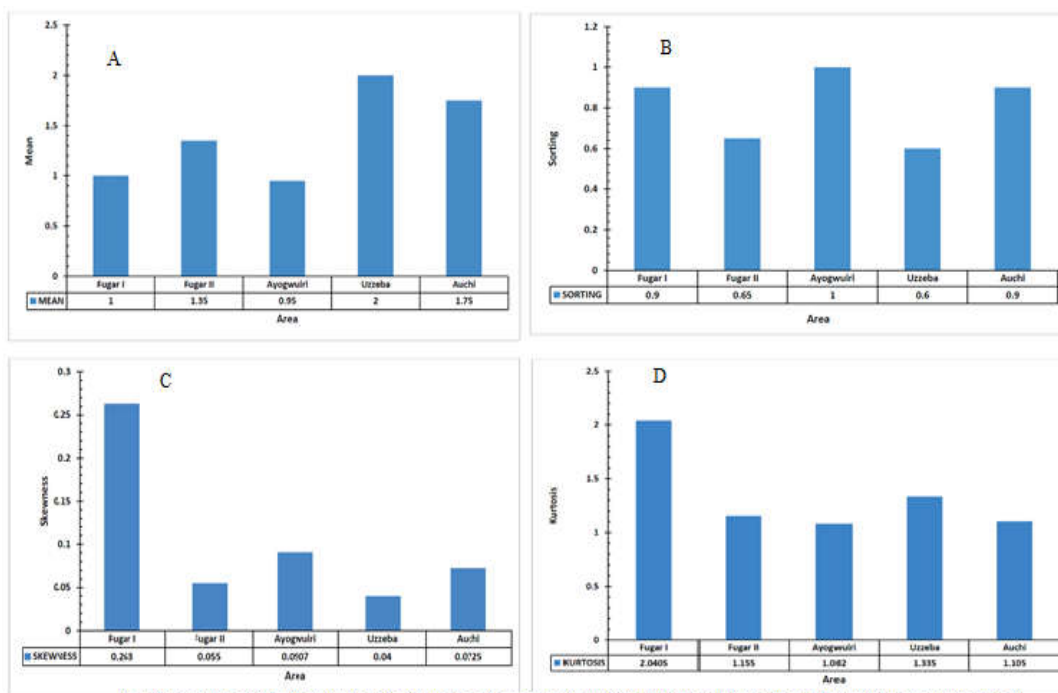 A
2.5
2
1.5
1
0.5
0
Mean
Fugar I Fugar II Ayogwuiri Uzzeba Auchi
MEAN 1 1.35 0.95 2 1.75
Area
B
1.2
1
0.8
0.6
0.4
0.2
0
Sorting
Fugar I Fugar II Ayogwuiri Uzzeba Auchi
SORTING 0.9 0.65 1 0.6 0.9
Area
C
0.3
0.25
0.2
0.15
0.1
0.05
0
Skewness
Fugar I Fugar II Ayogwuiri Uzzeba Auchi
SKEWNESS 0.263 0.055 0.0907 0.04 0.0725
Area
D
2.5
2
1.5
1
0.5
0
Kurtosis
Fugar I Fugar II Ayogwuiri Uzzeba Auchi
KURTOSIS 2.0405 1.155 1.082 1.335 1.105
Area